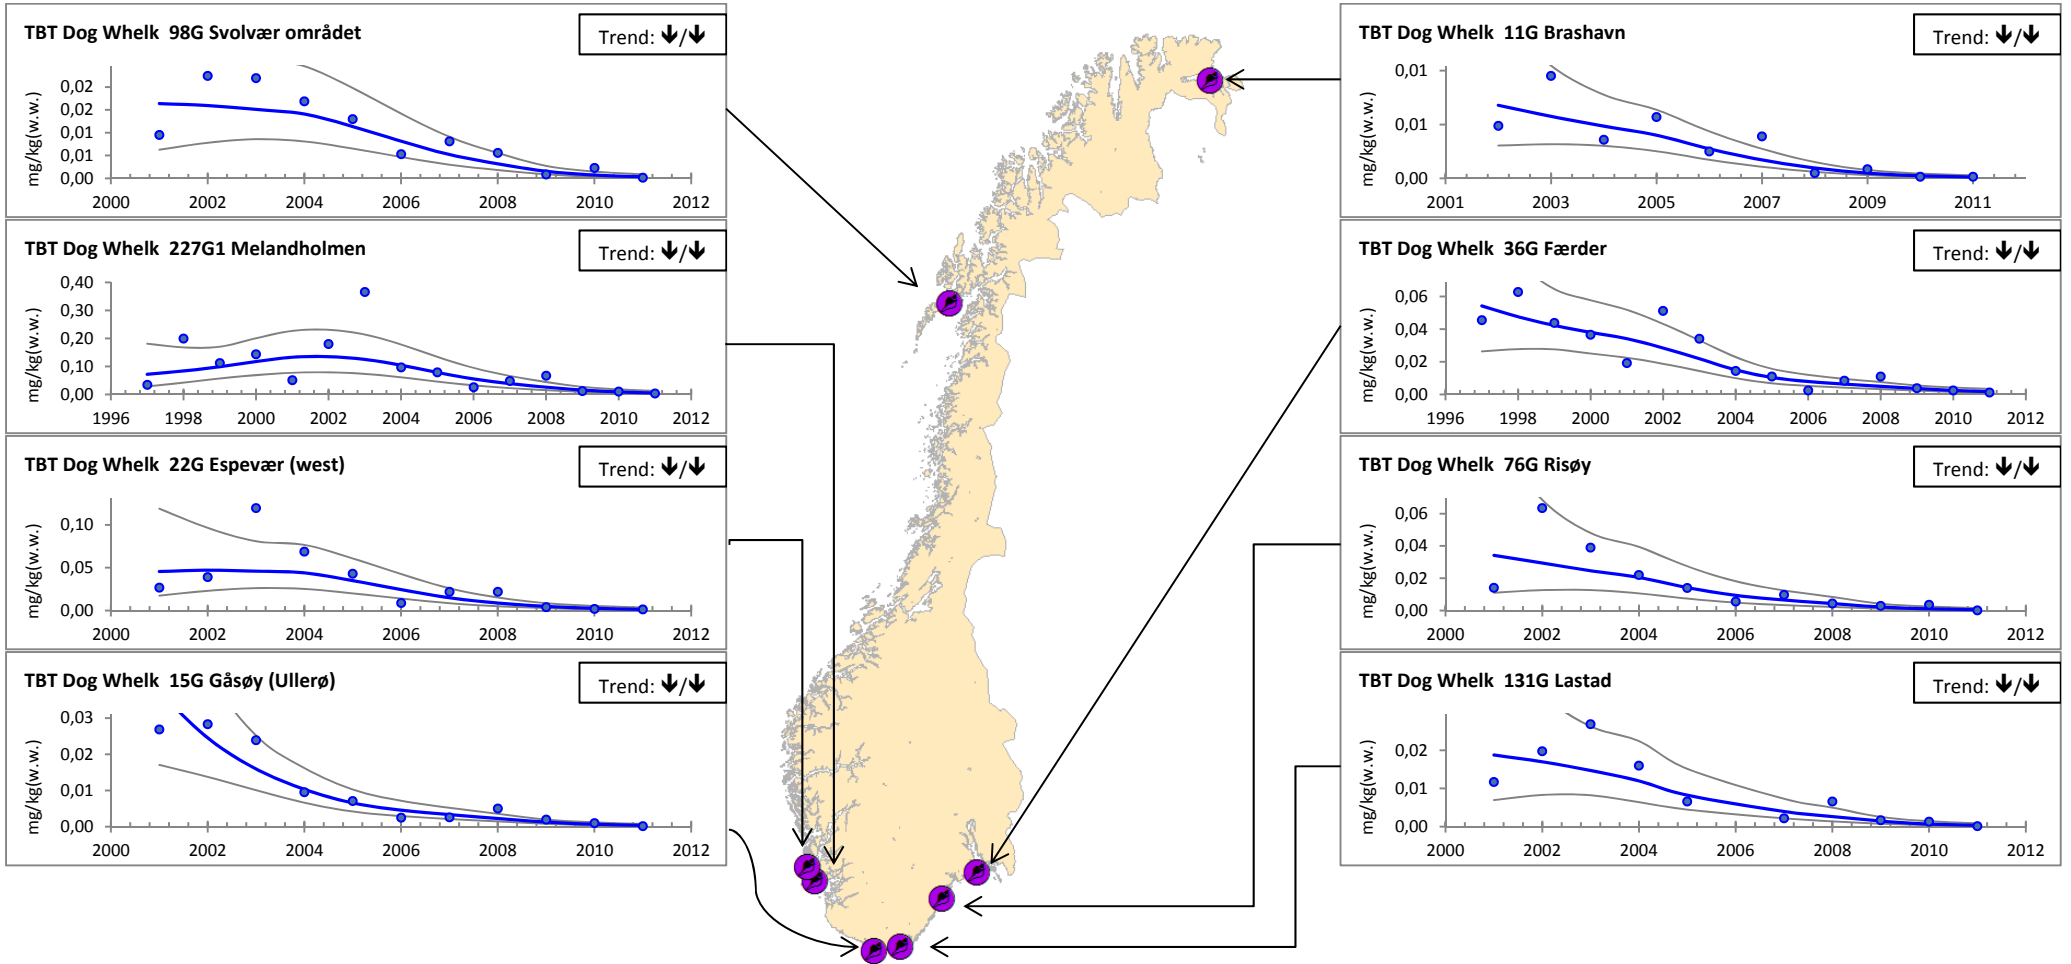 TBT Dog Whelk 98G Svolvær området
Trend: 🡻/🡻
mg/kg(w.w.)
0,02
0,02
0,01
0,01
0,00
2000 2002 2004 2006 2008 2010 2012
TBT Dog Whelk 227G1 Melandholmen
Trend: 🡻/🡻
0,40
0,30
0,20
0,10
0,00
1996 1998 2000 2002 2004 2006 2008 2010 2012
TBT Dog Whelk 22G Espevær (west)
Trend: 🡻/🡻
mg/kg(w.w.)
0,10
0,05
0,00
2000 2002 2004 2006 2008 2010 2012
TBT Dog Whelk 15G Gåsøy (Ullerø)
Trend: 🡻/🡻
mg/kg(w.w.)
0,03
0,02
0,01
0,00
2000 2002 2004 2006 2008 2010 2012
TBT Dog Whelk 11G Brashavn
Trend: 🡻/🡻
mg/kg(w.w.)
0,01
0,01
0,00
2001 2003 2005 2007 2009 2011
TBT Dog Whelk 36G Færder
Trend: 🡻/🡻
mg/kg(w.w.)
0,06
0,04
0,02
0,00
1996 1998 2000 2002 2004 2006 2008 2010 2012
TBT Dog Whelk 76G Risøy
Trend: 🡻/🡻
mg/kg(w.w.)
0,06
0,04
0,02
0,00
2000 2002 2004 2006 2008 2010 2012
TBT Dog Whelk 131G Lastad
Trend: 🡻/🡻
mg/kg(w.w.)
0,02
0,01
0,00
2000 2002 2004 2006 2008 2010 2012